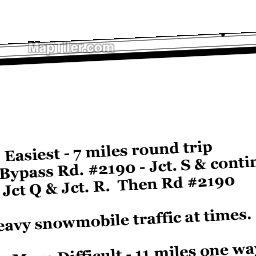 MapTiler.com
Easiest - 7 miles round trip
Bypass Rd. #2190 - Jct. S & contin
Jct Q & Jct. R. Then Rd #2190
eavy snowmobile traffic at times.
More Difficult - 11 miles one way